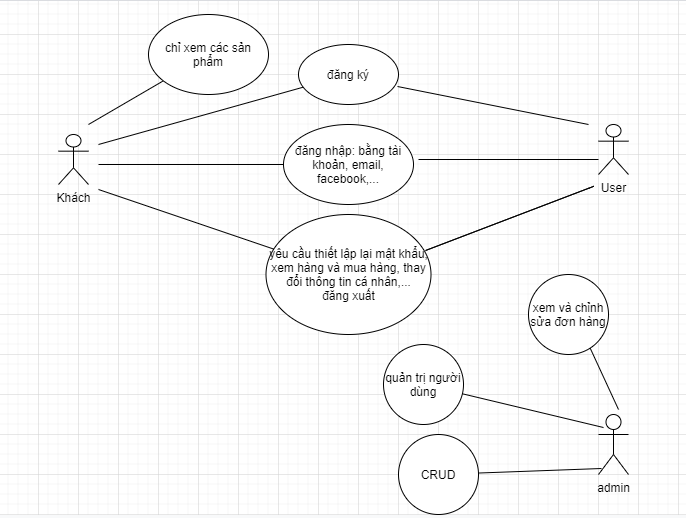 chỉ xem các sản
phẩm
đăng ký
đăng nhập: bằng tài
khoản, email,
facebook,...
Khách
User
yêu cầu thiết lập lại mật khẩu,
xem hàng và mua hàng, thay
đổi thông tin cá nhân,...
đăng xuất
xem và chỉnh
sửa đơn hàng
quản trị người
dùng
CRUD
admin